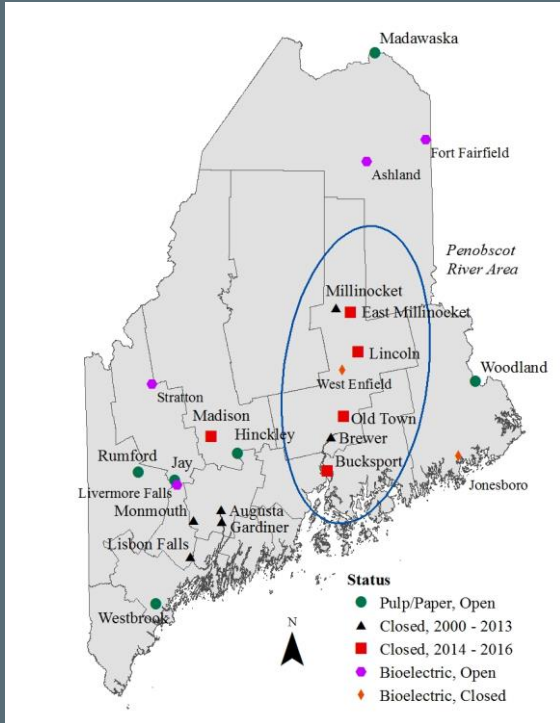 Madawaska
Fort Fairfield
Ashland
Penobscot
River Area
Millinocket
East Millinocket
Lincoln
West Enfield
Woodland
Stratton
Madison
Old Town
Hinckley
Brewer
Rumford
Jay
Bucksport
Livermore Falls
Jonesboro
Monmouth
Augusta
Gardiner
Lisbon Falls
Westbrook
N
Status
Pulp/Paper, Open
Closed, 2000 - 2013
Closed, 2014 - 2016
Bioelectric, Open
Bioelectric, Closed